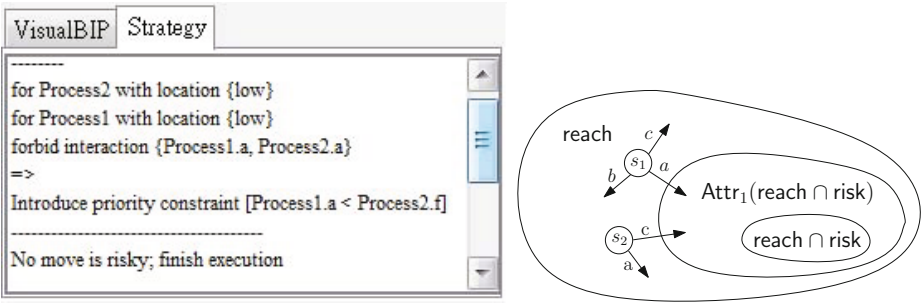 VisualBIP Strategy
--------
for Process2 with location {low}
for Process1 with location {low}
forbid interaction {Process1.a, Process2.a}
=>
Introduce priority constraint [Process1.a < Process2.f]
--------------------------------------
No move is risky; finish execution
reach
c
s₁
a
b
Attr₁(reach ∩ risk)
s₂
c
a
reach ∩ risk